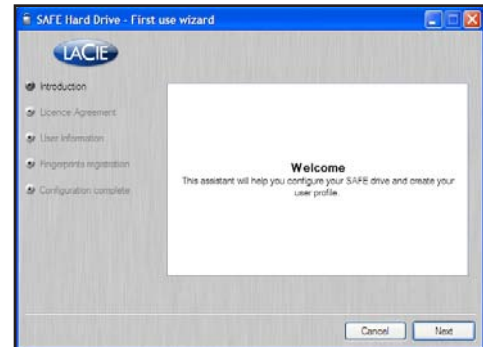 SAFE Hard Drive - First use wizard
LACIE
Introduction
Licence Agreement
User Information
Fingerprints registration
Configuration complete
Welcome
This assistant will help you configure your SAFE drive and create your
user profile.
Cancel
Next